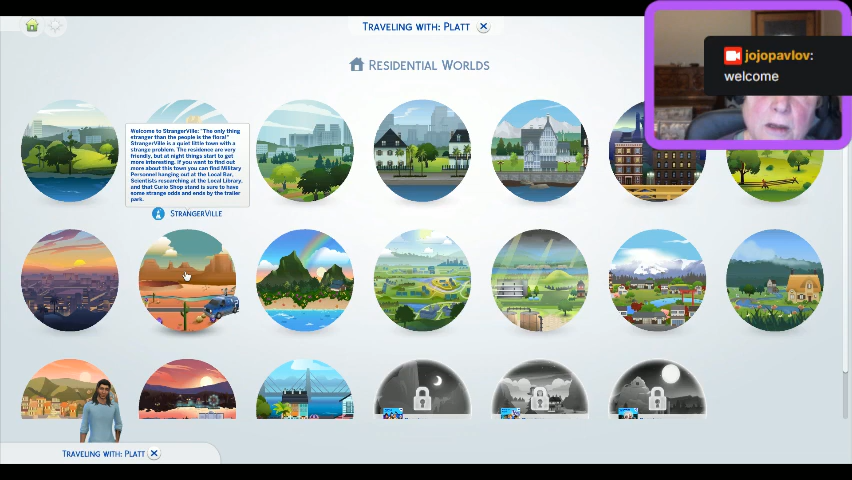 TRAVELING WITH: PLATT
jojopavlov:
welcome
RESIDENTIAL WORLDS
Welcome to StrangerVille: "The only thing
stranger than the people is the flora!"
StrangerVille is a quiet little town with a
strange problem. The residence are very
friendly, but at night things start to get
more interesting. If you want to find out
more about this town you can find Military
Personnel hanging out at the Local Bar,
Scientists researching at the Local Library,
and that Curio Shop stand is sure to have
some strange odds and ends by the trailer
park.
STRANGERVILLE
TRAVELING WITH: PLATT